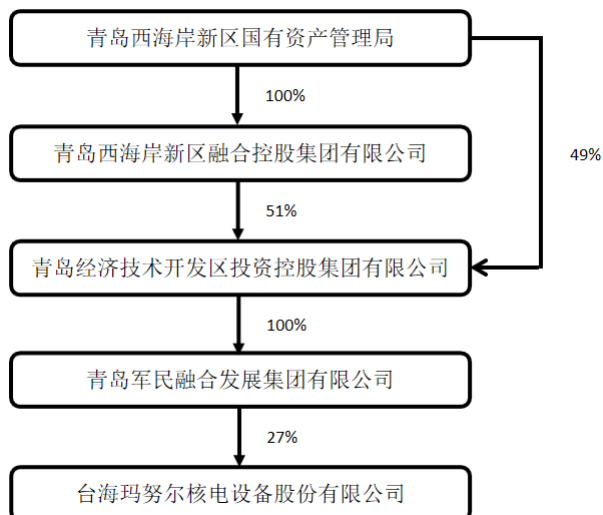 青岛西海岸新区国有资产管理局
100%
青岛西海岸新区融合控股集团有限公司
49%
51%
青岛经济技术开发区投资控股集团有限公司
100%
青岛军民融合发展集团有限公司
27%
台海玛努尔核电设备股份有限公司